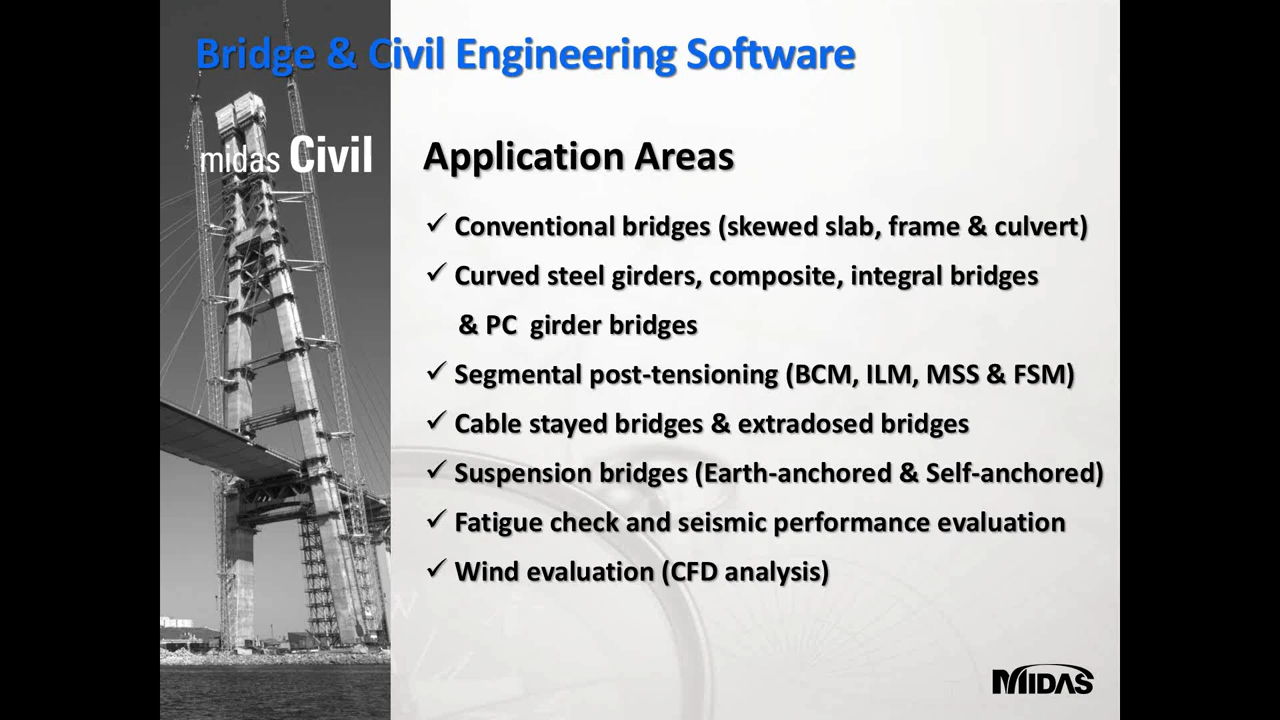 Bridge & Civil Engineering Software
midas Civil
Application Areas
✓ Conventional bridges (skewed slab, frame & culvert)
✓ Curved steel girders, composite, integral bridges
& PC girder bridges
✓ Segmental post-tensioning (BCM, ILM, MSS & FSM)
✓ Cable stayed bridges & extradosed bridges
✓ Suspension bridges (Earth-anchored & Self-anchored)
✓ Fatigue check and seismic performance evaluation
✓ Wind evaluation (CFD analysis)
MIDAS